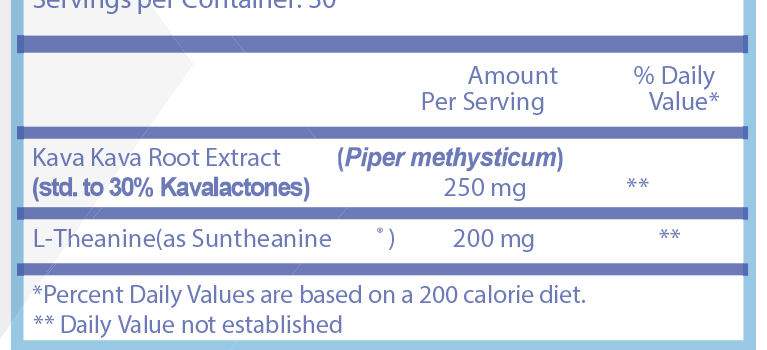 Servings per Container: 30
Amount % Daily
Per Serving Value*
Kava Kava Root Extract (Piper methysticum)
(std. to 30% Kavalactones) 250 mg **
L-Theanine(as Suntheanine ® ) 200 mg **
*Percent Daily Values are based on a 200 calorie diet.
** Daily Value not established